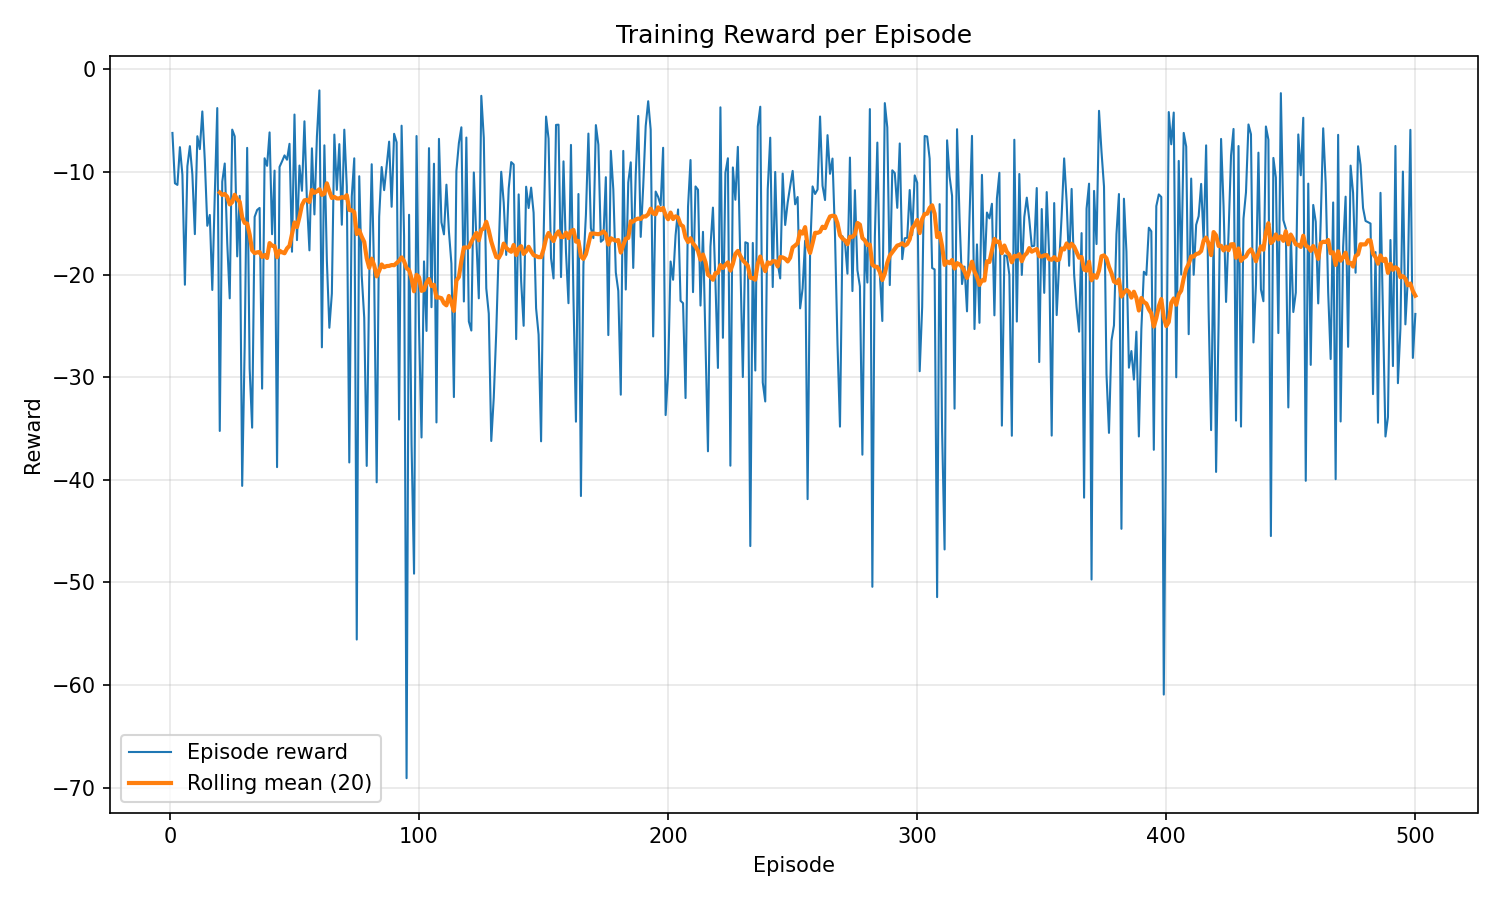 Training Reward per Episode
0
−10
−20
−30
−40
−50
−60
−70
Reward
Episode reward
Rolling mean (20)
0
100
200
300
400
500
Episode